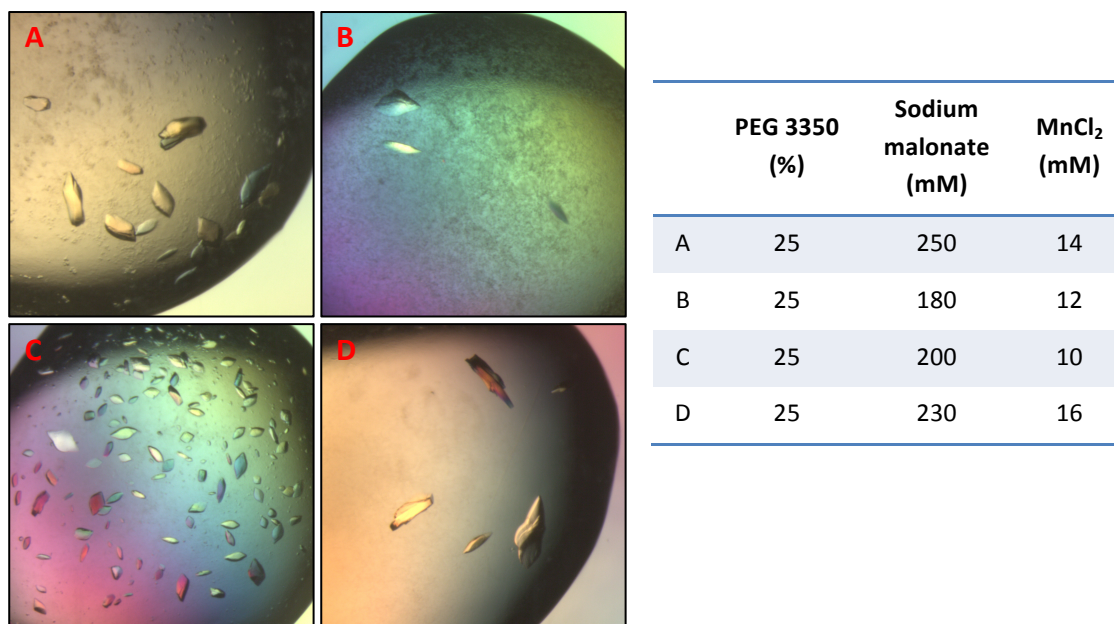 A
B
C
D
PEG 3350 (%)
Sodium malonate (mM)
MnCl₂ (mM)
A 25 250 14
B 25 180 12
C 25 200 10
D 25 230 16